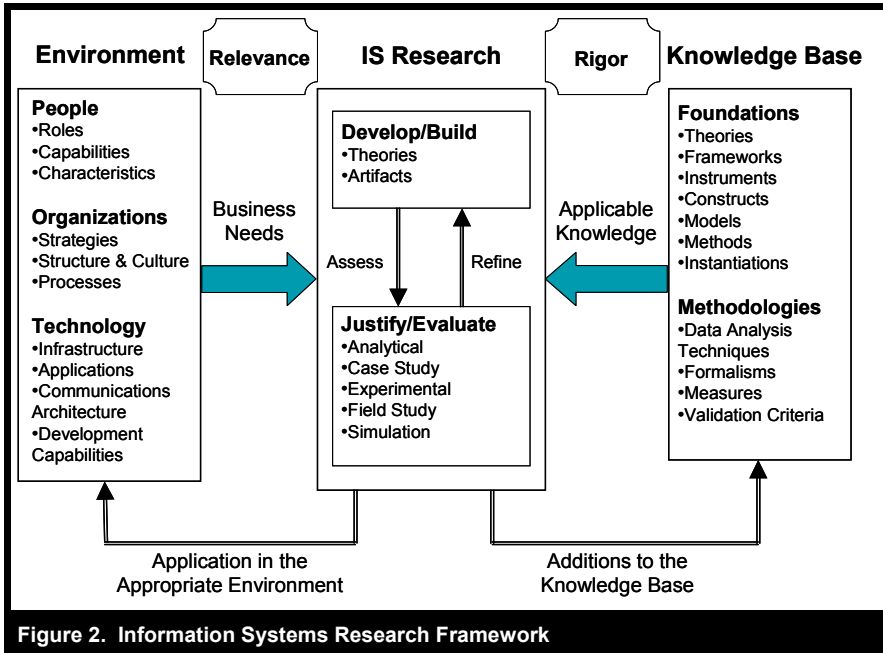 Environment
Relevance
IS Research
Rigor
Knowledge Base
People
•Roles
•Capabilities
•Characteristics
Organizations
•Strategies
•Structure & Culture
•Processes
Technology
•Infrastructure
•Applications
•Communications
Architecture
•Development
Capabilities
Business
Needs
Develop/Build
•Theories
•Artifacts
Assess
Refine
Justify/Evaluate
•Analytical
•Case Study
•Experimental
•Field Study
•Simulation
Applicable
Knowledge
Foundations
•Theories
•Frameworks
•Instruments
•Constructs
•Models
•Methods
•Instantiations
Methodologies
•Data Analysis
Techniques
•Formalisms
•Measures
•Validation Criteria
Application in the
Appropriate Environment
Additions to the
Knowledge Base
Figure 2. Information Systems Research Framework